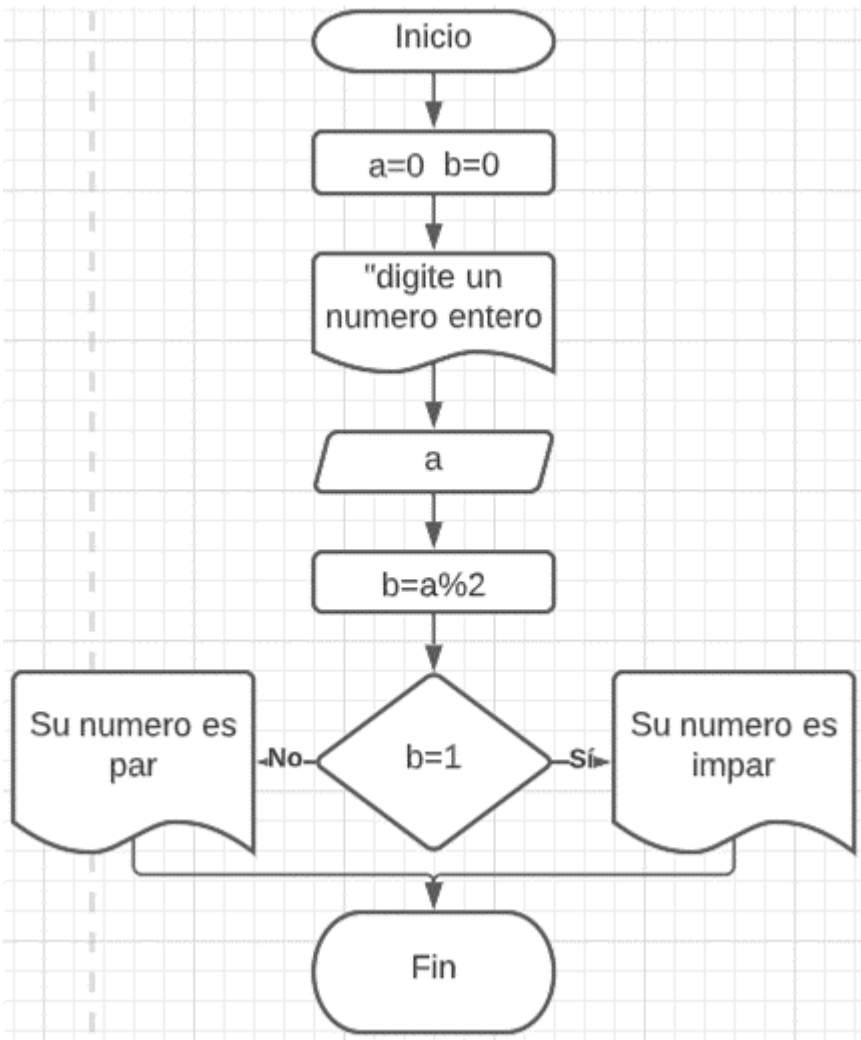 Inicio
a=0 b=0
"digite un
numero entero
a
b=a%2
Su numero es
par
No
b=1
Sí
Su numero es
impar
Fin